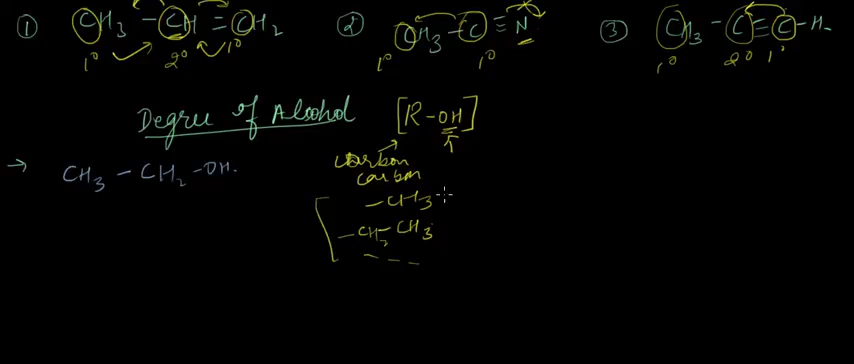 ① CH3 - CH = CH2
1° 2° 1°
② CH3 - C ≡ N
1° 1°
③ CH3 - C ≡ C - H
1° 2° 1°
Degree of Alcohol [R-OH]
→ CH3 - CH2 - OH.
carbon
- CH3
- CH2 - CH3